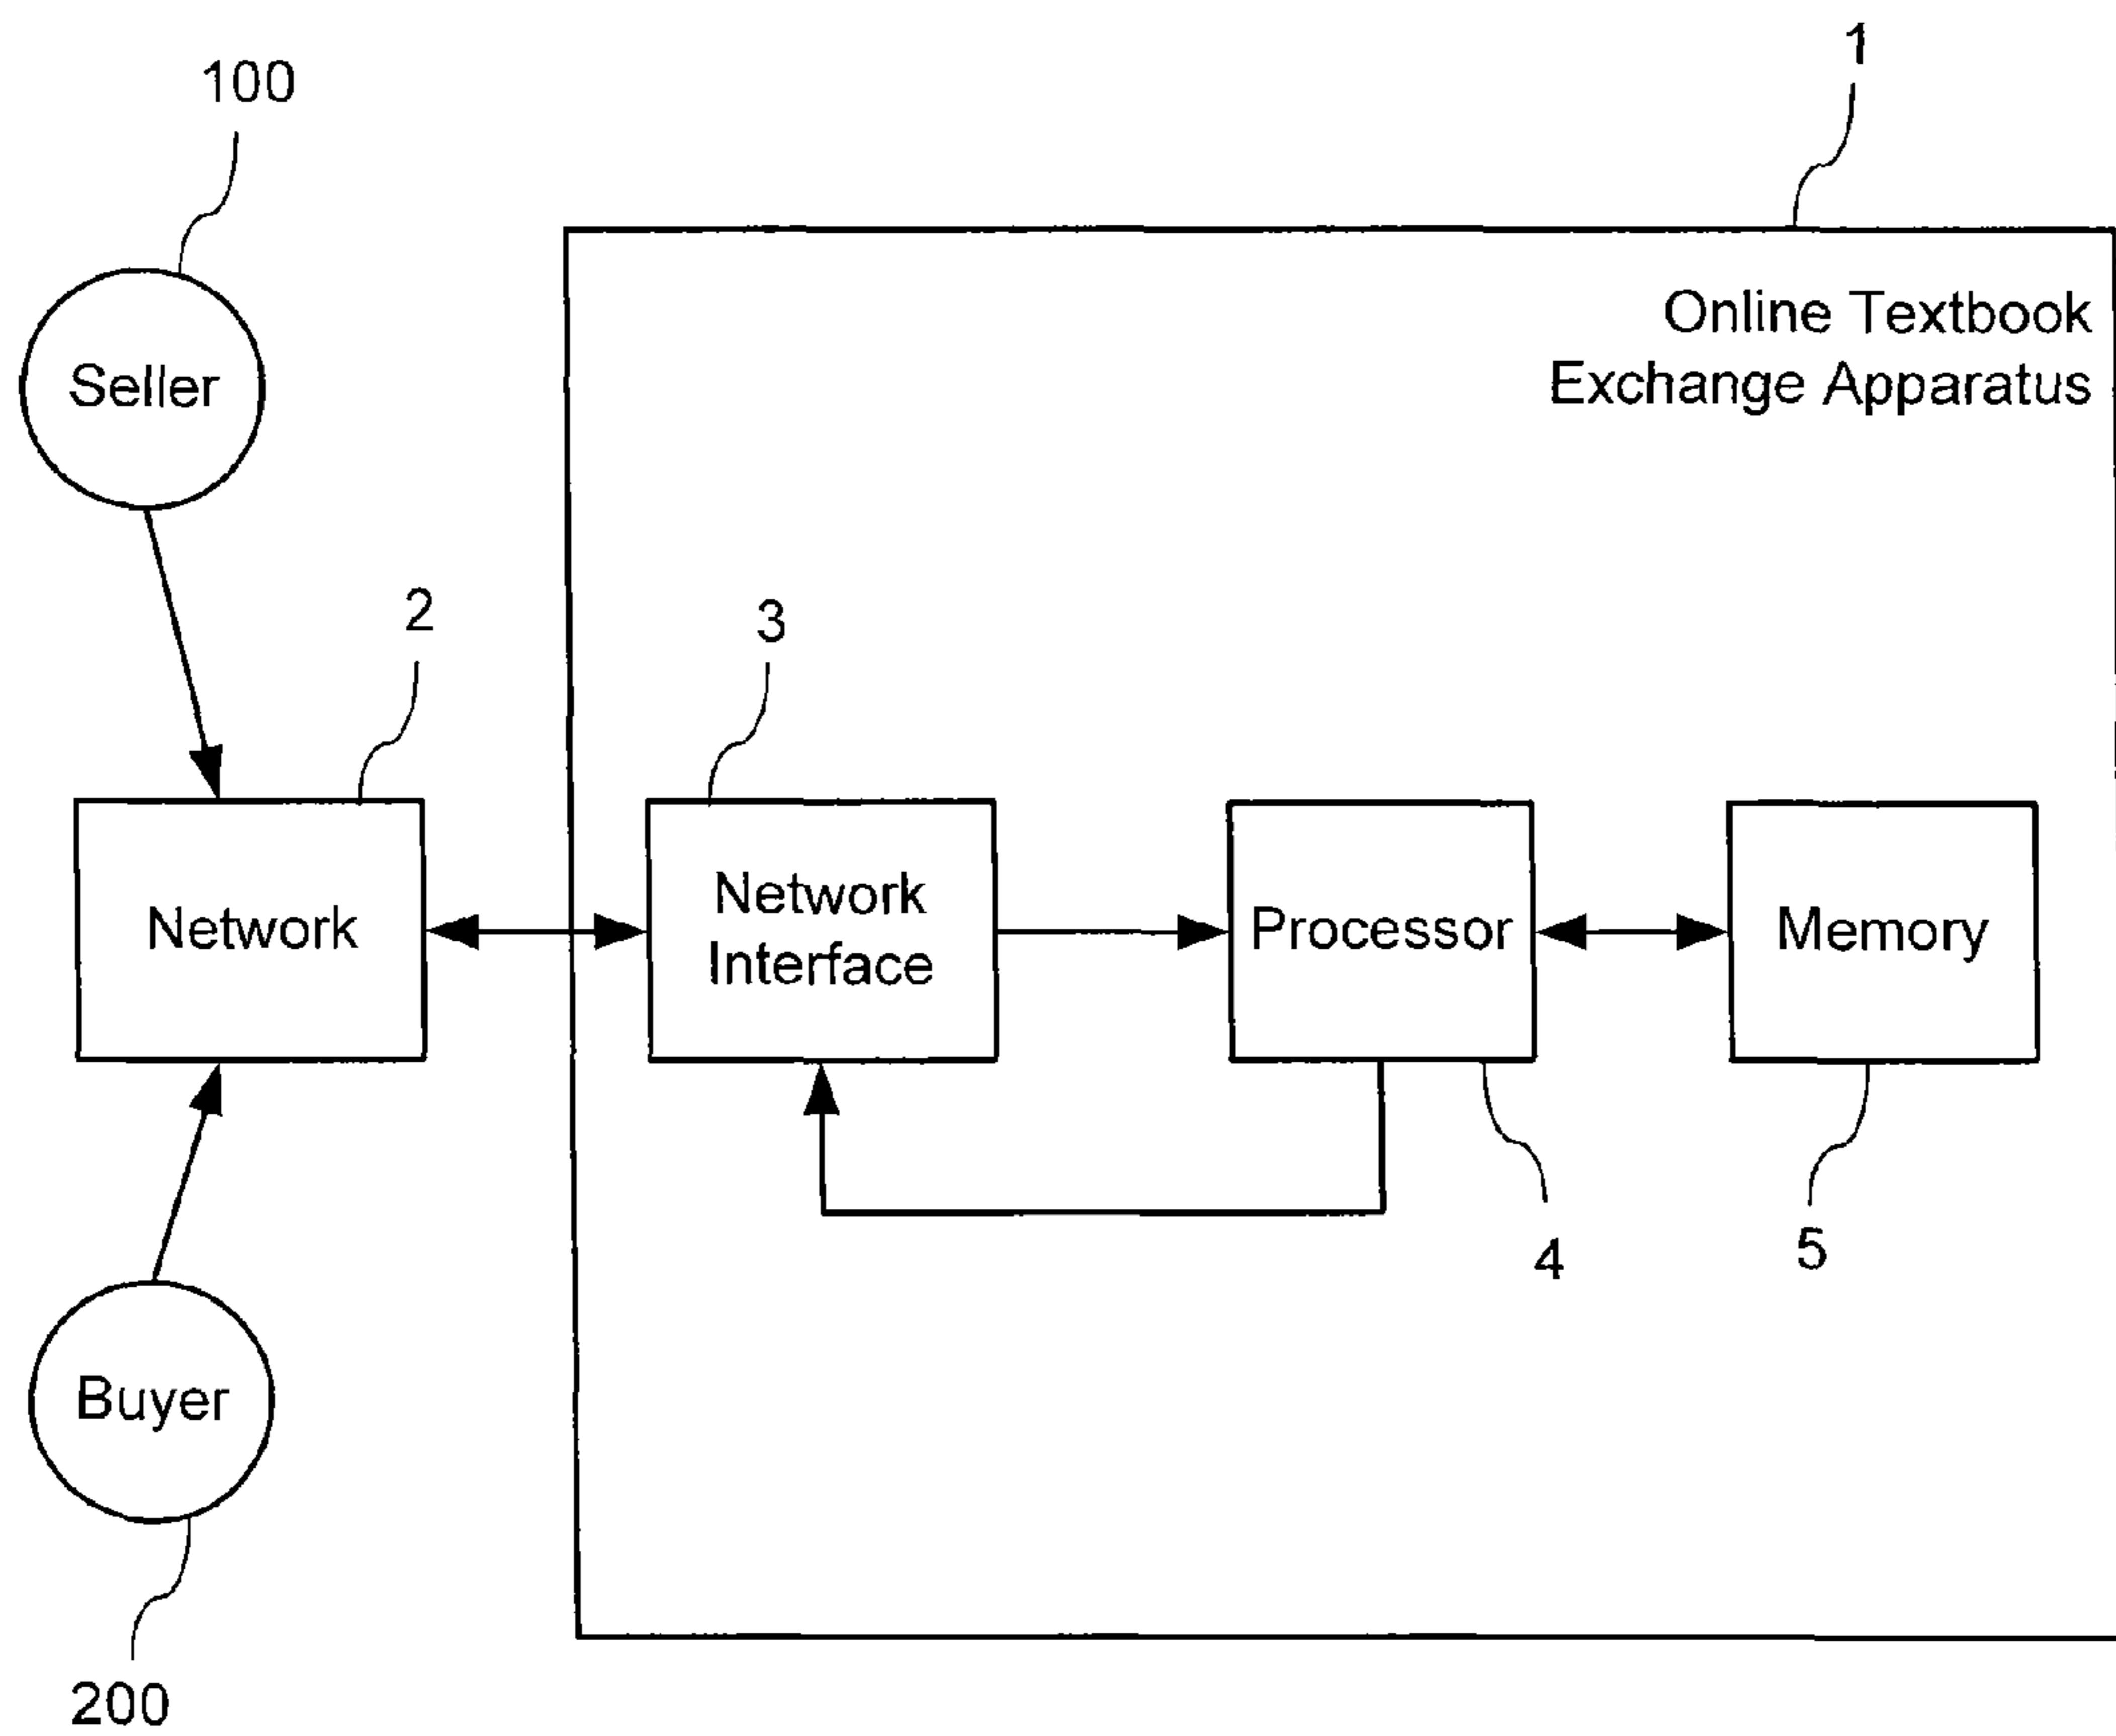 1
100
Online Textbook
Exchange Apparatus
Seller
2
3
Network
Network
Interface
Processor
Memory
4
5
Buyer
200